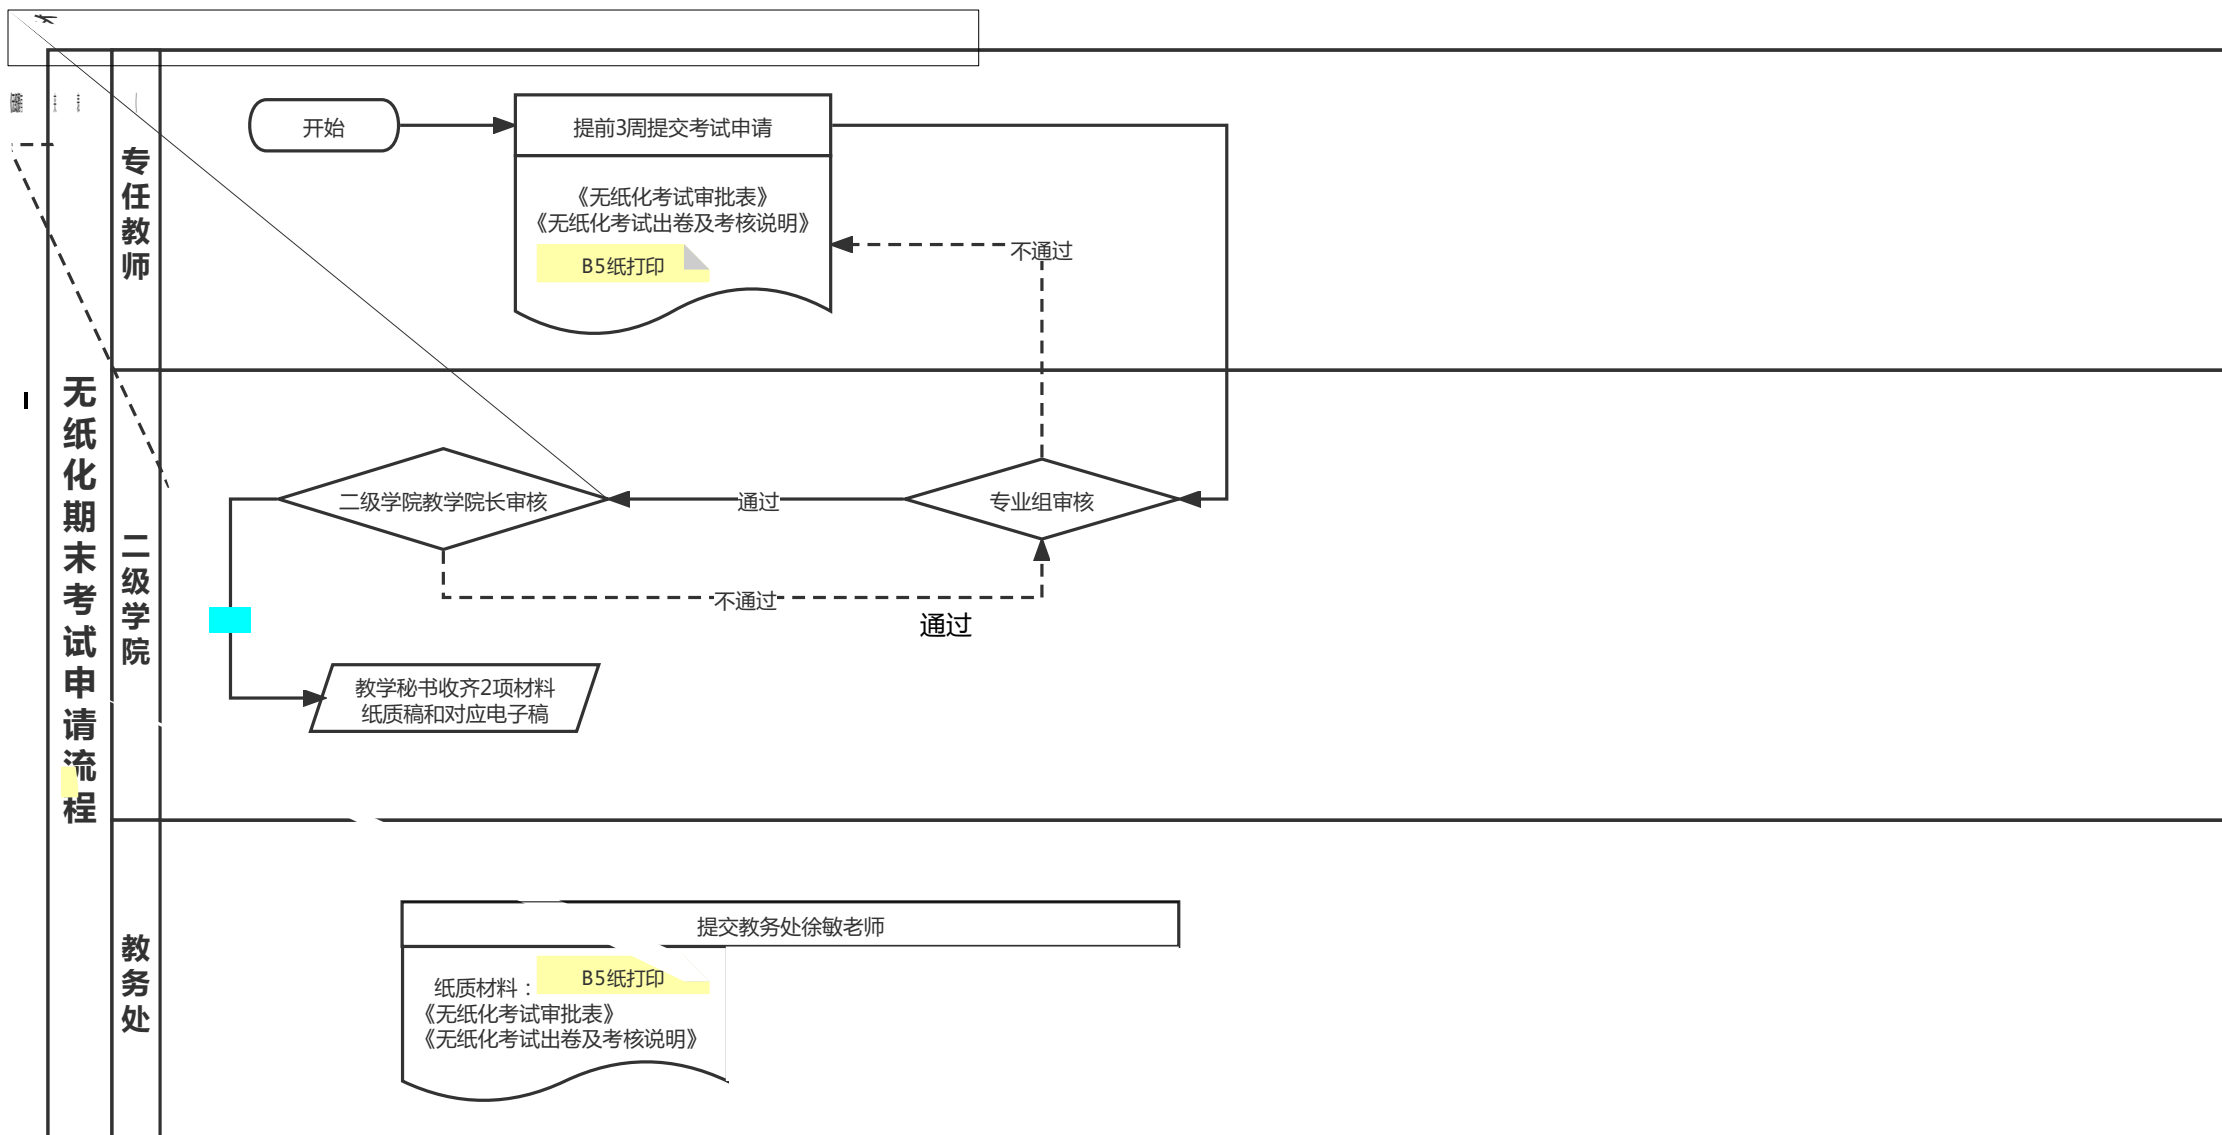 无纸化期末考试申请流程
专任教师
开始
提前3周提交考试申请
《无纸化考试审批表》
《无纸化考试出卷及考核说明》
B5纸打印
不通过
二级学院
二级学院教学院长审核
通过
专业组审核
不通过
通过
教学秘书收齐2项材料
纸质稿和对应电子稿
教务处
提交教务处徐敏老师
B5纸打印
纸质材料：
《无纸化考试审批表》
《无纸化考试出卷及考核说明》